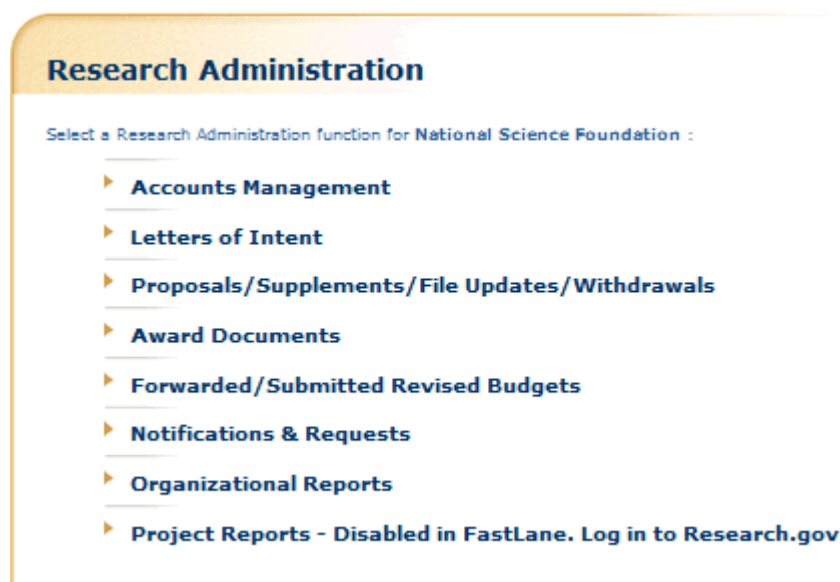 Research Administration
Select a Research Administration function for National Science Foundation :
Accounts Management
Letters of Intent
Proposals/Supplements/File Updates/Withdrawals
Award Documents
Forwarded/Submitted Revised Budgets
Notifications & Requests
Organizational Reports
Project Reports - Disabled in FastLane. Log in to Research.gov